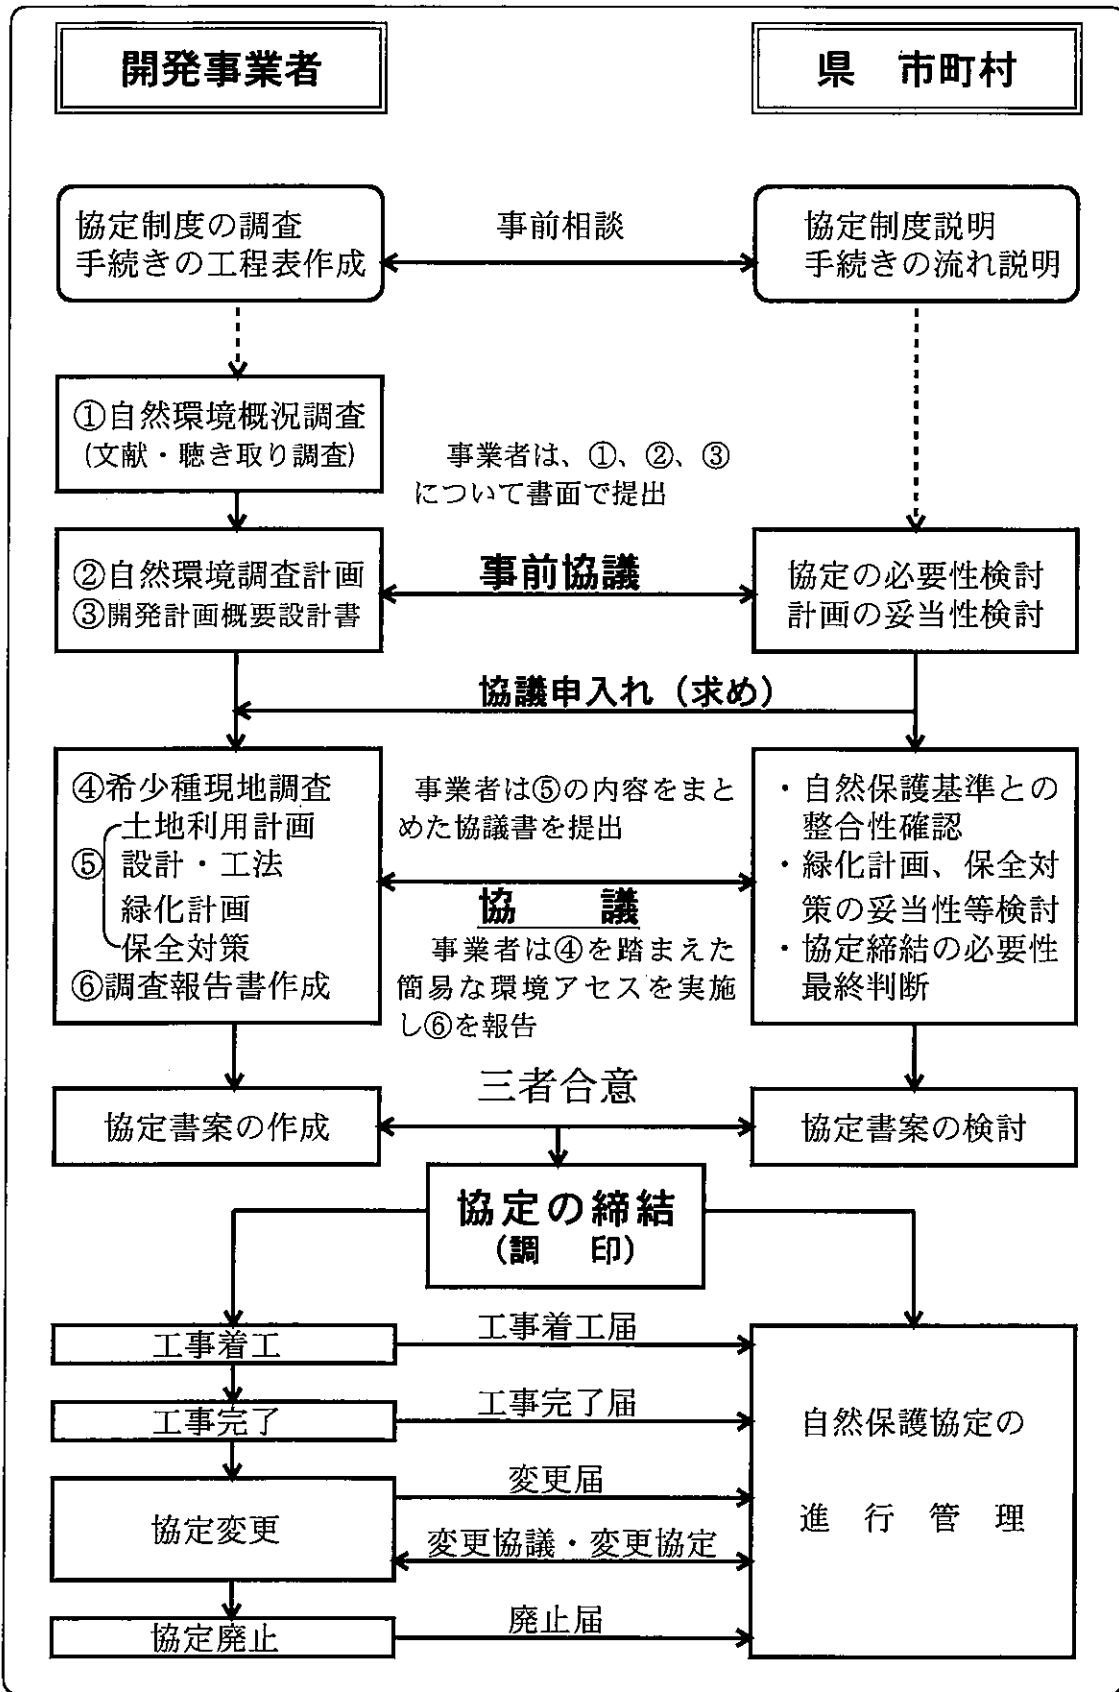 開発事業者
県　市町村
協定制度の調査
手続きの工程表作成
事前相談
協定制度説明
手続きの流れ説明
①自然環境概況調査
(文献・聴き取り調査)
事業者は、①、②、③
について書面で提出
②自然環境調査計画
③開発計画概要設計書
事前協議
協定の必要性検討
計画の妥当性検討
協議申入れ（求め）
④希少種現地調査
土地利用計画
⑤ 設計・工法
緑化計画
保全対策
⑥調査報告書作成
事業者は⑤の内容をまと
めた協議書を提出
協　議
事業者は④を踏まえた
簡易な環境アセスを実施
し⑥を報告
・自然保護基準との
整合性確認
・緑化計画、保全対
策の妥当性等検討
・協定締結の必要性
最終判断
三者合意
協定書案の作成
協定書案の検討
協定の締結
（調　印）
工事着工
工事着工届
工事完了
工事完了届
自然保護協定の
進　行　管　理
協定変更
変更届
変更協議・変更協定
協定廃止
廃止届